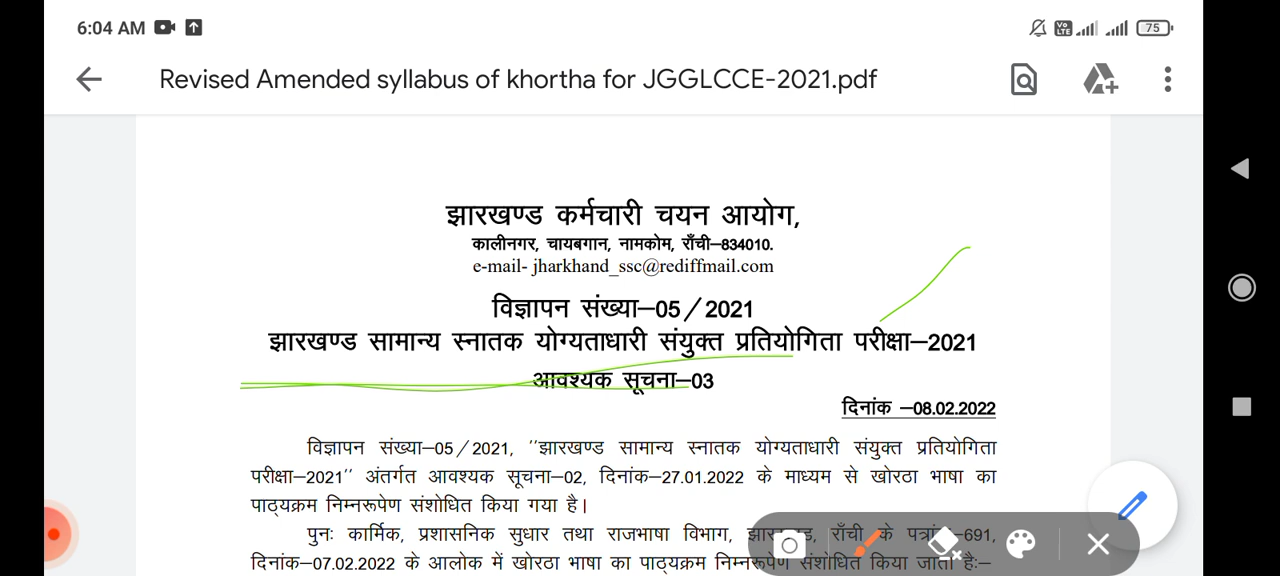 6:04 AM
Vo LTE 75
Revised Amended syllabus of khortha for JGGLCCE-2021.pdf
झारखण्ड कर्मचारी चयन आयोग,
कालीनगर, चायबगान, नामकोम, राँची–834010.
e-mail- jharkhand_ssc@rediffmail.com
विज्ञापन संख्या–05/2021
झारखण्ड सामान्य स्नातक योग्यताधारी संयुक्त प्रतियोगिता परीक्षा–2021
आवश्यक सूचना–03
दिनांक –08.02.2022
विज्ञापन संख्या–05/2021, ''झारखण्ड सामान्य स्नातक योग्यताधारी संयुक्त प्रतियोगिता
परीक्षा–2021'' अंतर्गत आवश्यक सूचना–02, दिनांक–27.01.2022 के माध्यम से खोरठा भाषा का
पाठ्यक्रम निम्नरूपेण संशोधित किया गया है।
पुनः कार्मिक, प्रशासनिक सुधार तथा राजभाषा विभाग, झारखण्ड, राँची के पत्रांक–691,
दिनांक–07.02.2022 के आलोक में खोरठा भाषा का पाठ्यक्रम निम्नरूपेण संशोधित किया जाता है:–